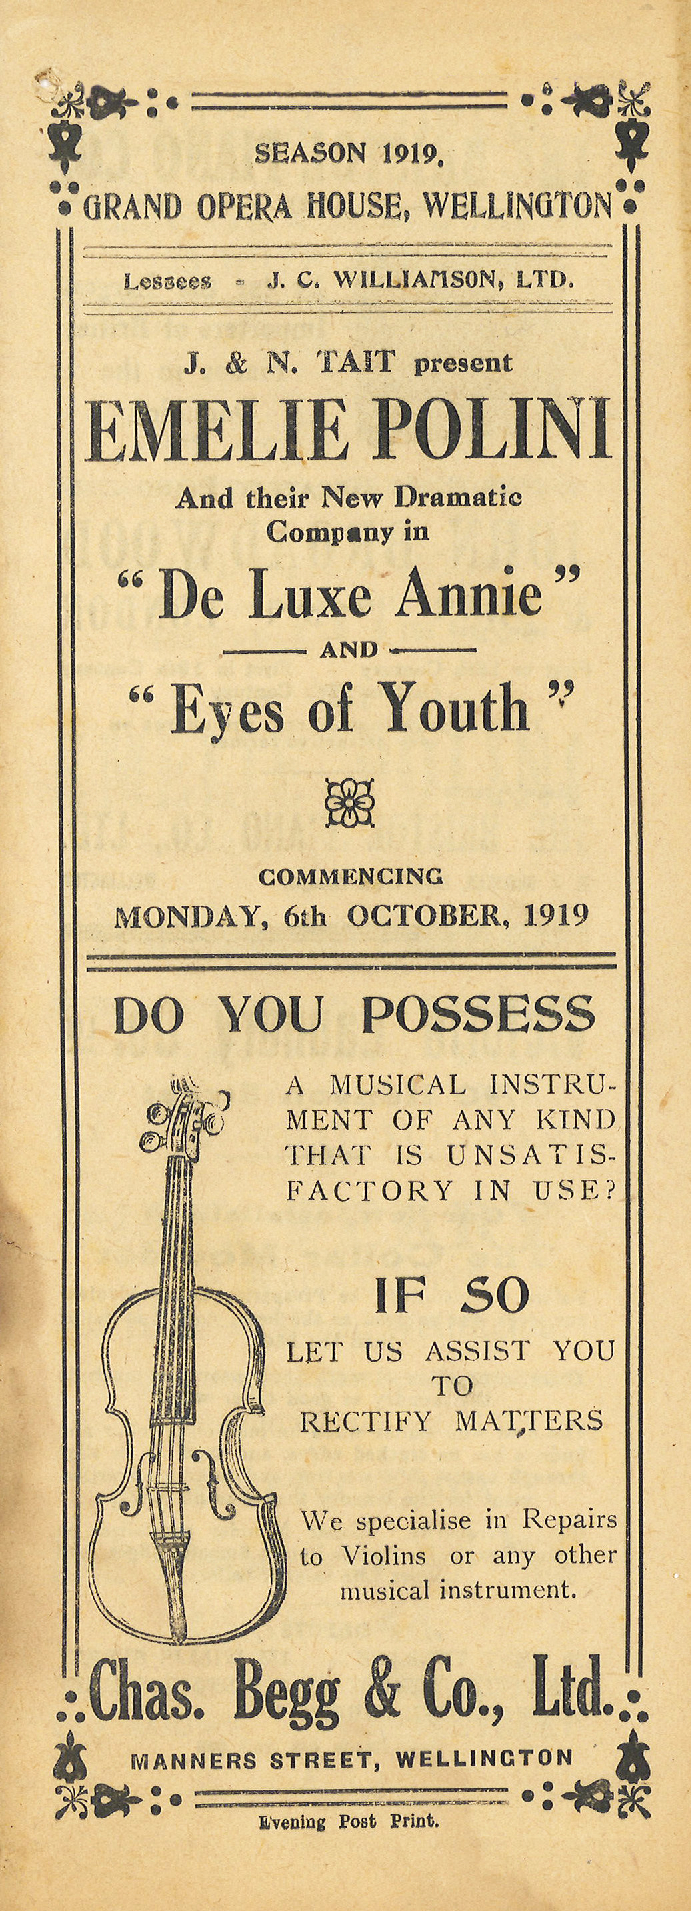 SEASON 1919.
GRAND OPERA HOUSE, WELLINGTON
Lessees - J. C. WILLIAMSON, LTD.
J. & N. TAIT present
EMELIE POLINI
And their New Dramatic
Company in
"De Luxe Annie"
AND
"Eyes of Youth"
COMMENCING
MONDAY, 6th OCTOBER, 1919
DO YOU POSSESS
A MUSICAL INSTRU-
MENT OF ANY KIND
THAT IS UNSATIS-
FACTORY IN USE?
IF SO
LET US ASSIST YOU
TO
RECTIFY MATTERS
We specialise in Repairs
to Violins or any other
musical instrument.
Chas. Begg & Co., Ltd.
MANNERS STREET, WELLINGTON
Evening Post Print.